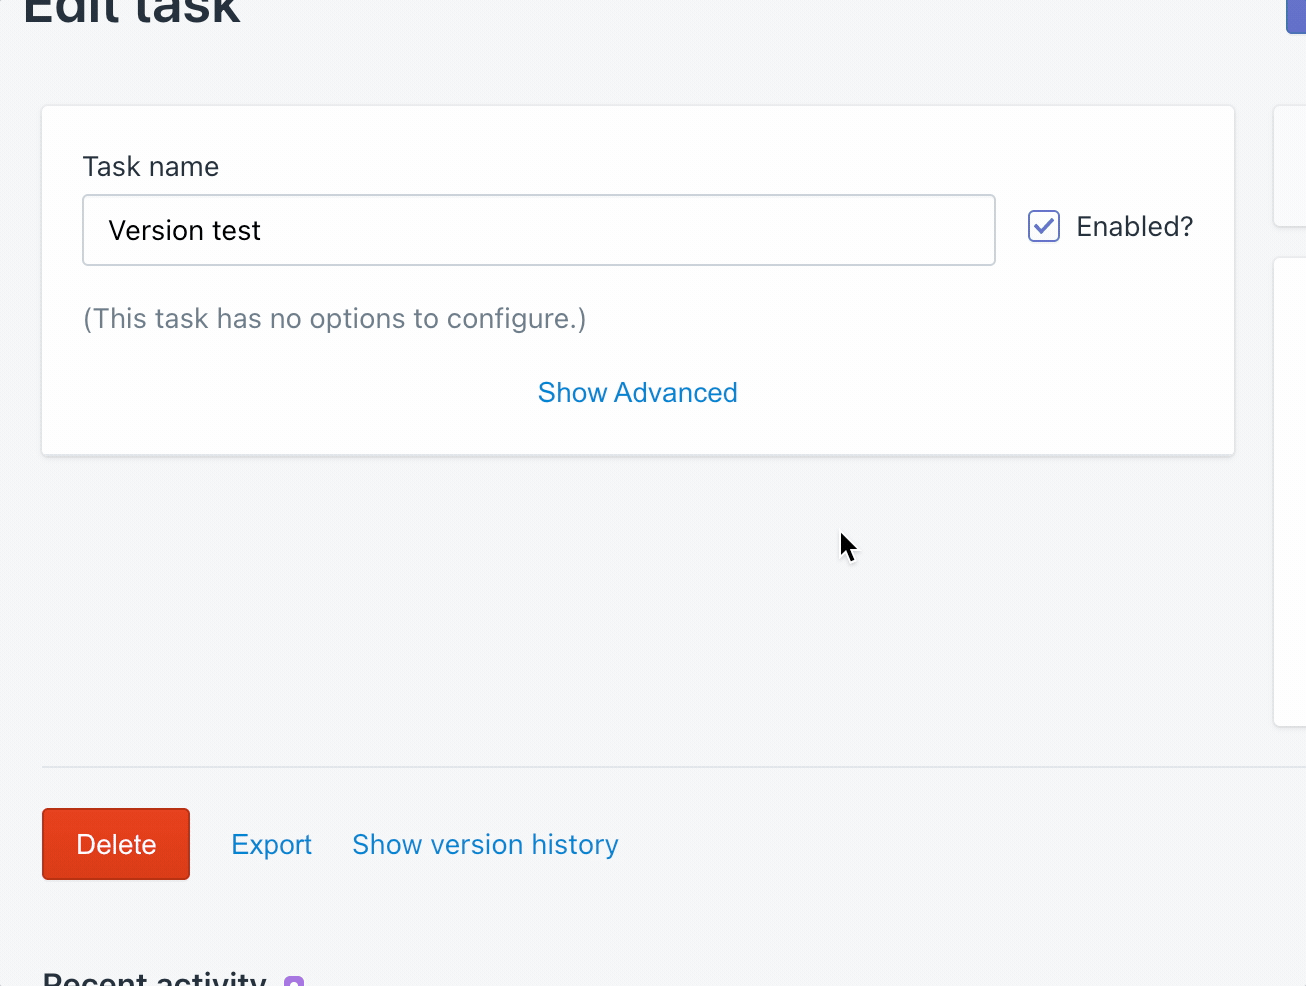 Edit task
Task name
Version test
Enabled?
(This task has no options to configure.)
Show Advanced
Delete
Export
Show version history
Recent activity